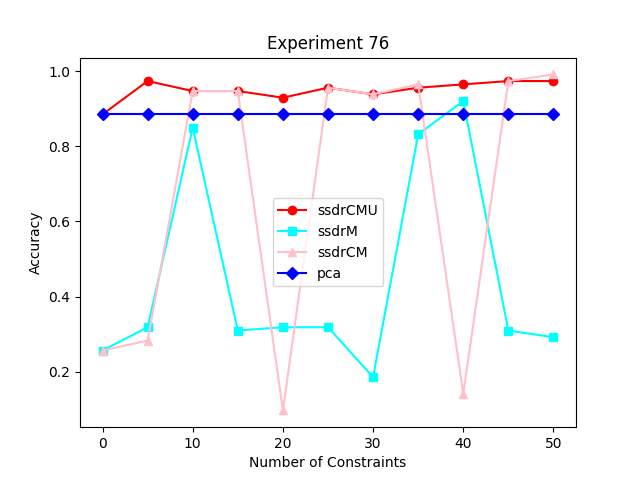 Experiment 76
1.0
0.8
0.6
0.4
0.2
Accuracy
ssdrCMU
ssdrM
ssdrCM
pca
0 10 20 30 40 50
Number of Constraints